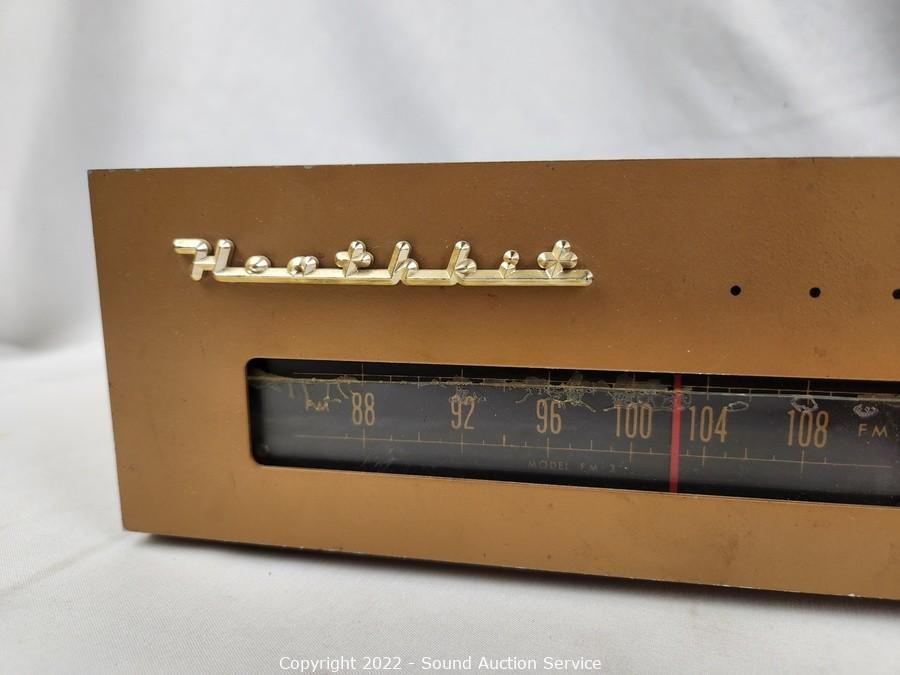 Heathkit
FM 88 92 96 100 104 108 FM
MODEL FM 3
Copyright 2022 - Sound Auction Service